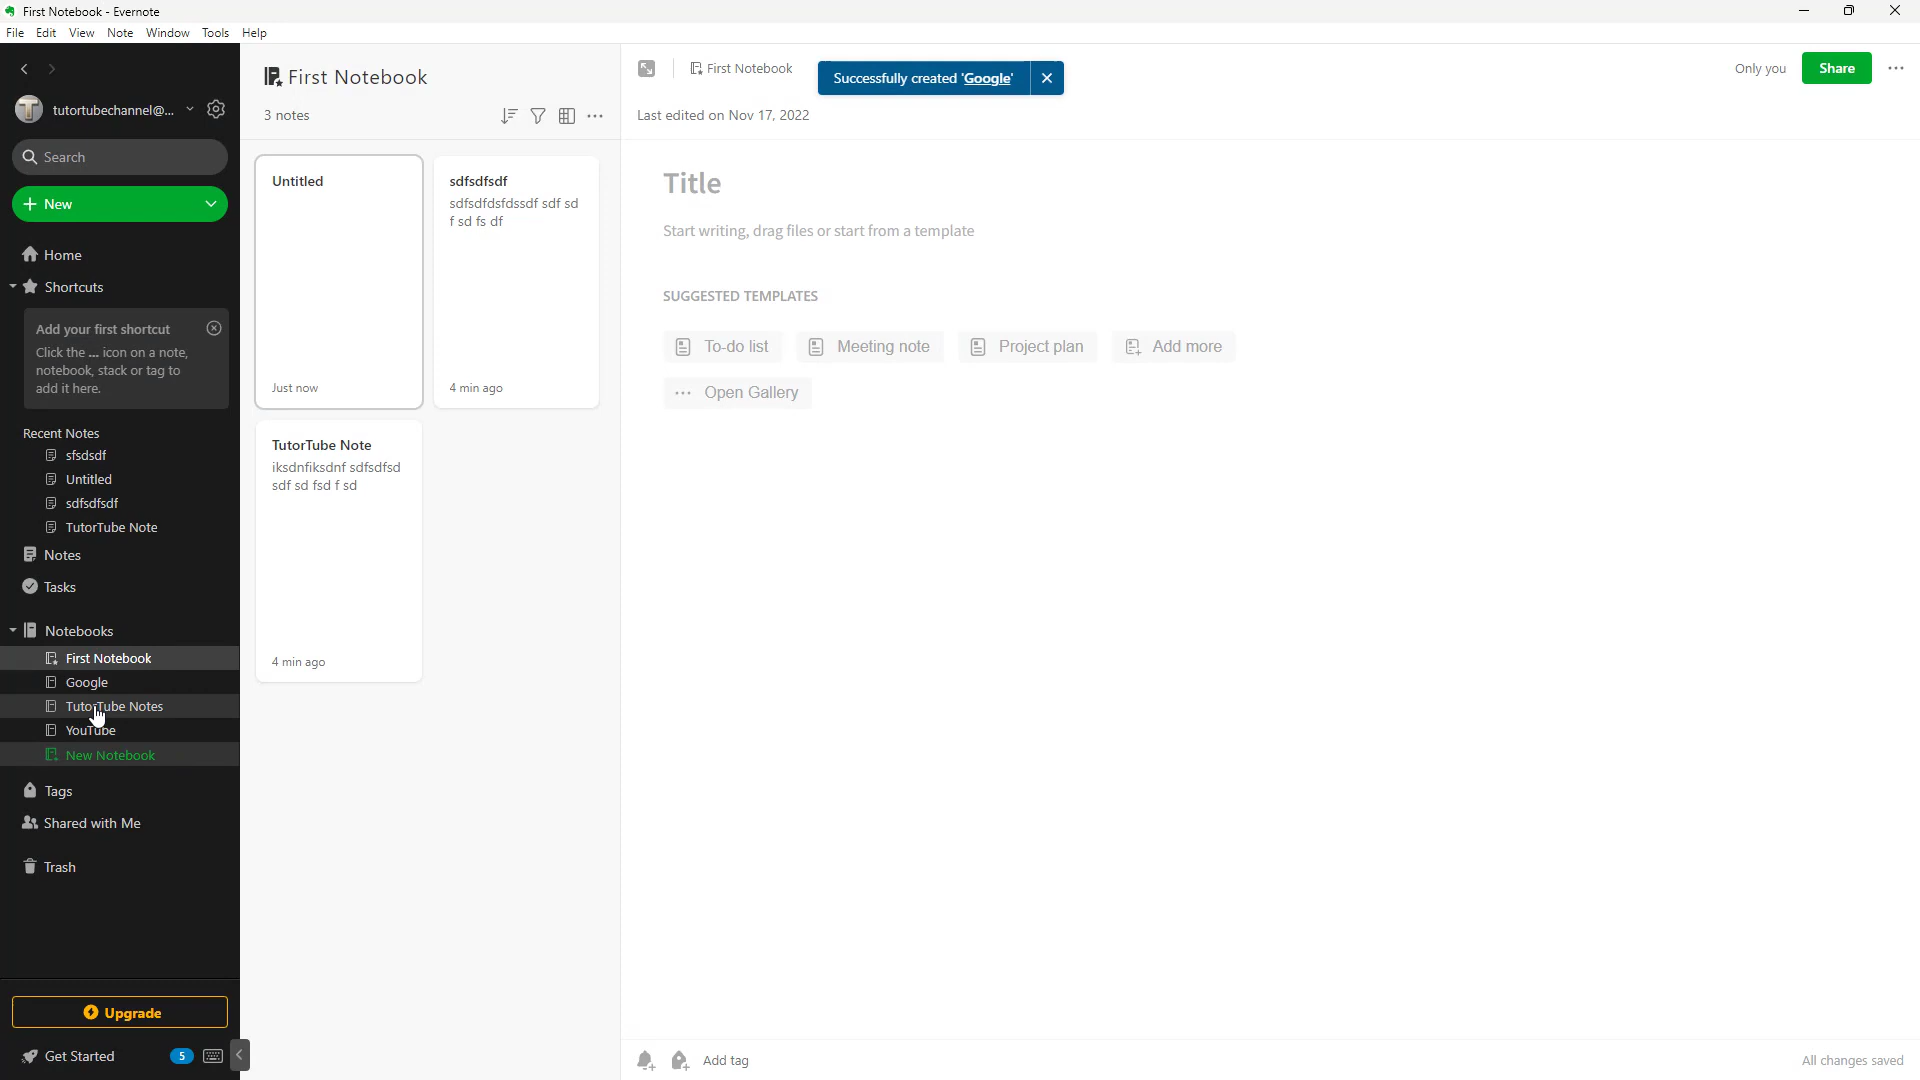 First Notebook - Evernote
File Edit View Note Window Tools Help
tutortubechannel@...
Search
New
Home
Shortcuts
Add your first shortcut
Click the ... icon on a note,
notebook, stack or tag to
add it here.
Recent Notes
sfsdsdf
Untitled
sdfsdfsdf
TutorTube Note
Notes
Tasks
Notebooks
First Notebook
Google
TutorTube Notes
YouTube
New Notebook
Tags
Shared with Me
Trash
Upgrade
Get Started 5
First Notebook
3 notes
Untitled
Just now
sdfsdfsdf
sdfsdfdsfdssdf sdf sd
f sd fs df
4 min ago
TutorTube Note
iksdnfiksdnf sdfsdfsd
sdf sd fsd f sd
4 min ago
First Notebook
Successfully created 'Google'
Only you
Share
Last edited on Nov 17, 2022
Title
Start writing, drag files or start from a template
SUGGESTED TEMPLATES
To-do list Meeting note Project plan Add more
Open Gallery
Add tag
All changes saved